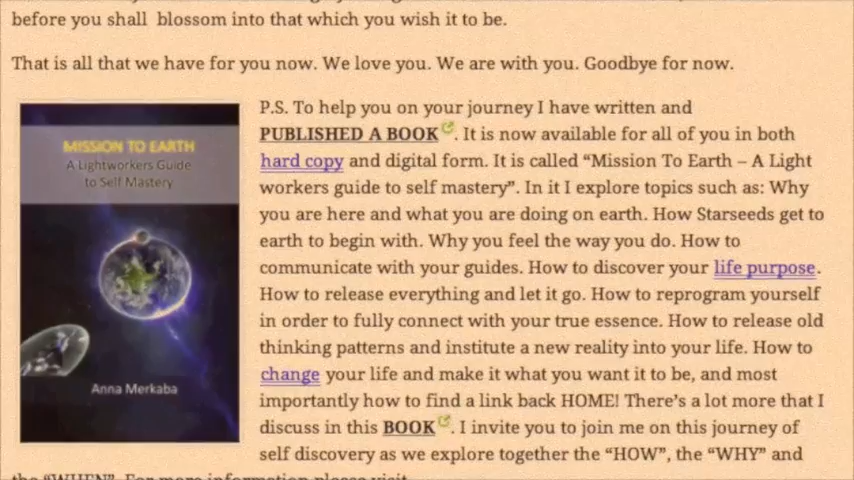 before you shall blossom into that which you wish it to be.
That is all that we have for you now. We love you. We are with you. Goodbye for now.
MISSION TO EARTH
A Lightworkers Guide
to Self Mastery
Anna Merkaba
P.S. To help you on your journey I have written and
PUBLISHED A BOOK. It is now available for all of you in both
hard copy and digital form. It is called “Mission To Earth – A Light
workers guide to self mastery”. In it I explore topics such as: Why
you are here and what you are doing on earth. How Starseeds get to
earth to begin with. Why you feel the way you do. How to
communicate with your guides. How to discover your life purpose.
How to release everything and let it go. How to reprogram yourself
in order to fully connect with your true essence. How to release old
thinking patterns and institute a new reality into your life. How to
change your life and make it what you want it to be, and most
importantly how to find a link back HOME! There’s a lot more that I
discuss in this BOOK. I invite you to join me on this journey of
self discovery as we explore together the “HOW”, the “WHY” and
the “WHEN”. For more information please visit